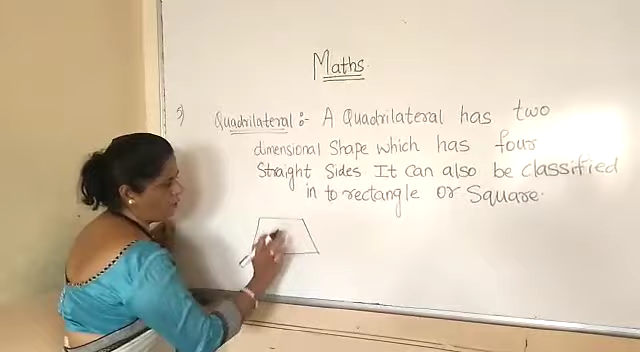 Maths
5) Quadrilateral :- A Quadrilateral has two
dimensional shape which has four
Straight Sides It can also be classified
in to rectangle or Square.